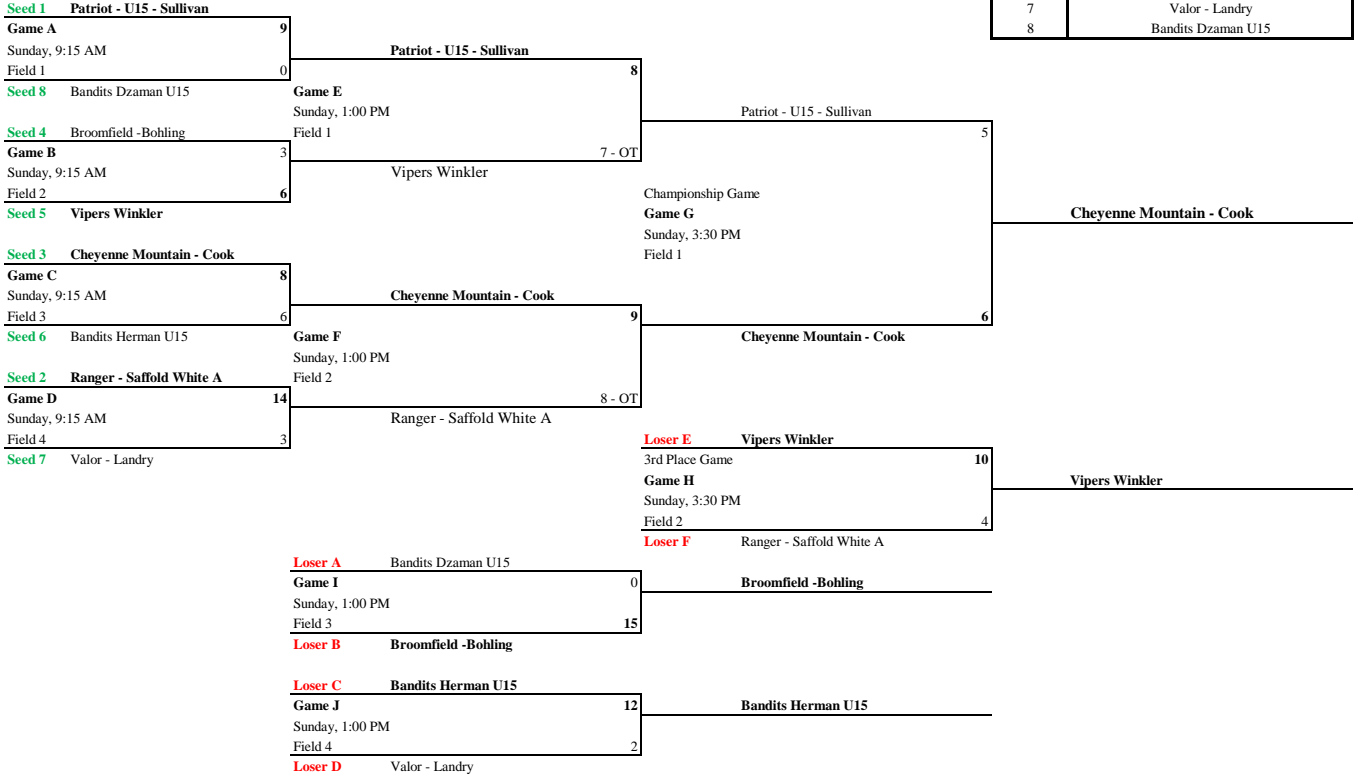 Seed 1 Patriot - U15 - Sullivan 7 Valor - Landry
Game A 9 8 Bandits Dzaman U15
Sunday, 9:15 AM Patriot - U15 - Sullivan
Field 1 0 8
Seed 8 Bandits Dzaman U15 Game E
Sunday, 1:00 PM Patriot - U15 - Sullivan
Seed 4 Broomfield -Bohling Field 1 5
Game B 3 7 - OT
Sunday, 9:15 AM Vipers Winkler
Field 2 6 Championship Game
Seed 5 Vipers Winkler Game G Cheyenne Mountain - Cook
Sunday, 3:30 PM
Seed 3 Cheyenne Mountain - Cook Field 1
Game C 8
Sunday, 9:15 AM Cheyenne Mountain - Cook
Field 3 6 9 6
Seed 6 Bandits Herman U15 Game F Cheyenne Mountain - Cook
Sunday, 1:00 PM
Seed 2 Ranger - Saffold White A Field 2
Game D 14 8 - OT
Sunday, 9:15 AM Ranger - Saffold White A
Field 4 3 Loser E Vipers Winkler
Seed 7 Valor - Landry 3rd Place Game 10
Game H Vipers Winkler
Sunday, 3:30 PM
Field 2 4
Loser F Ranger - Saffold White A
Loser A Bandits Dzaman U15
Game I 0 Broomfield -Bohling
Sunday, 1:00 PM
Field 3 15
Loser B Broomfield -Bohling
Loser C Bandits Herman U15
Game J 12 Bandits Herman U15
Sunday, 1:00 PM
Field 4 2
Loser D Valor - Landry